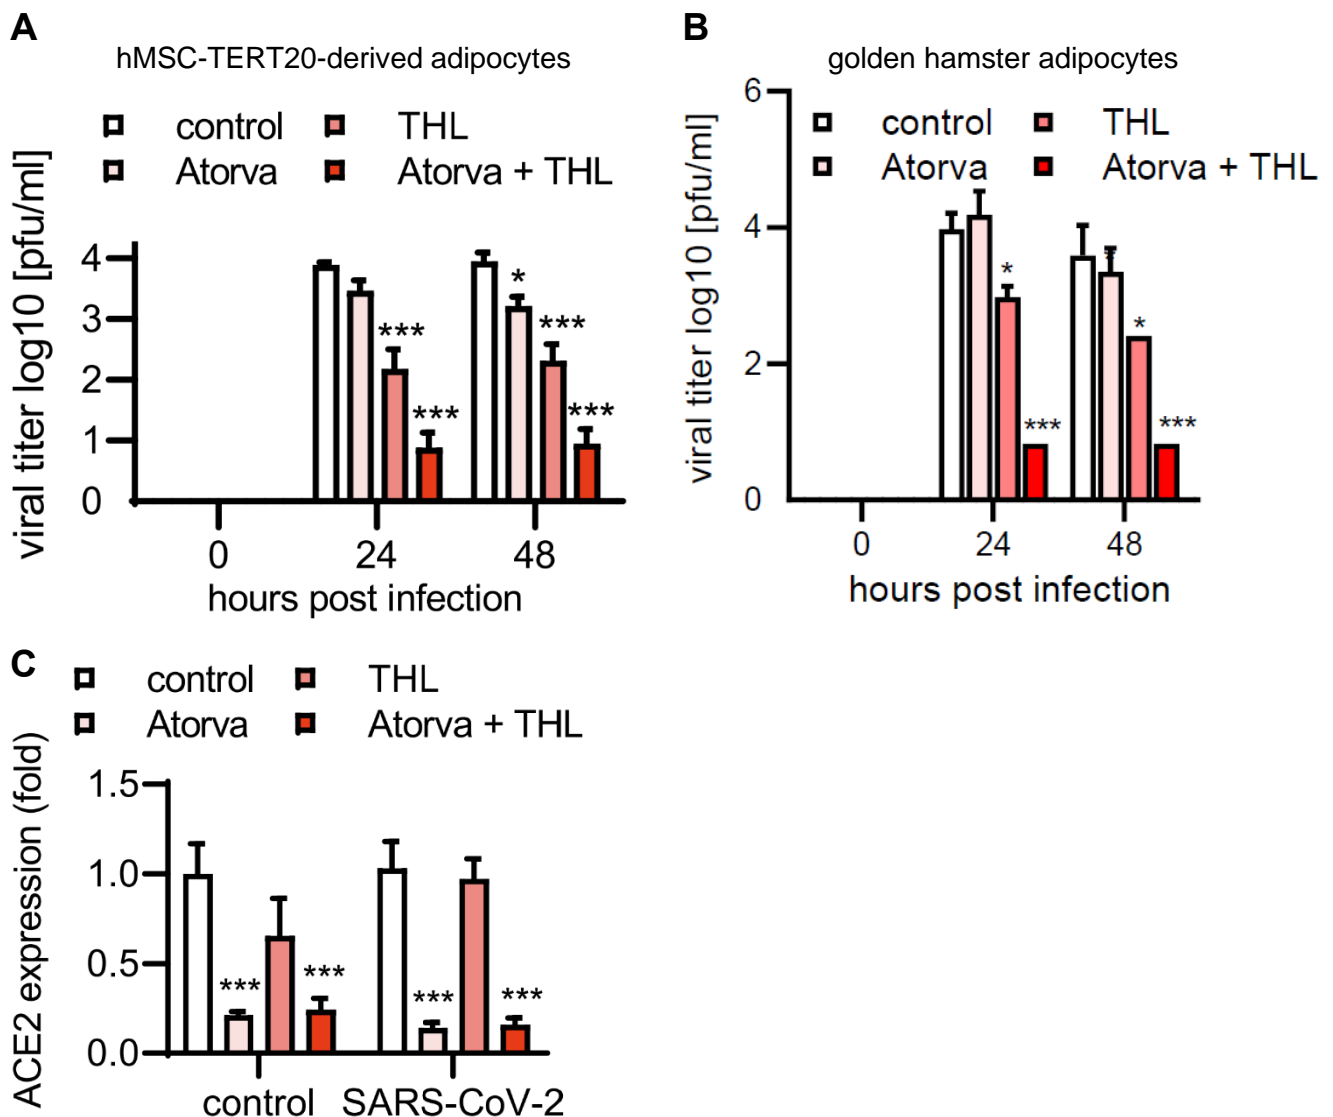 A
hMSC-TERT20-derived adipocytes
control THL
Atorva Atorva + THL
viral titer log10 [pfu/ml]
4
3
2
1
0
*
***
***
***
***
0 24 48
hours post infection
B
golden hamster adipocytes
control THL
Atorva Atorva + THL
viral titer log10 [pfu/ml]
6
4
2
0
*
*
*
***
***
0 24 48
hours post infection
C
control THL
Atorva Atorva + THL
ACE2 expression (fold)
1.5
1.0
0.5
0.0
***
***
***
***
control SARS-CoV-2